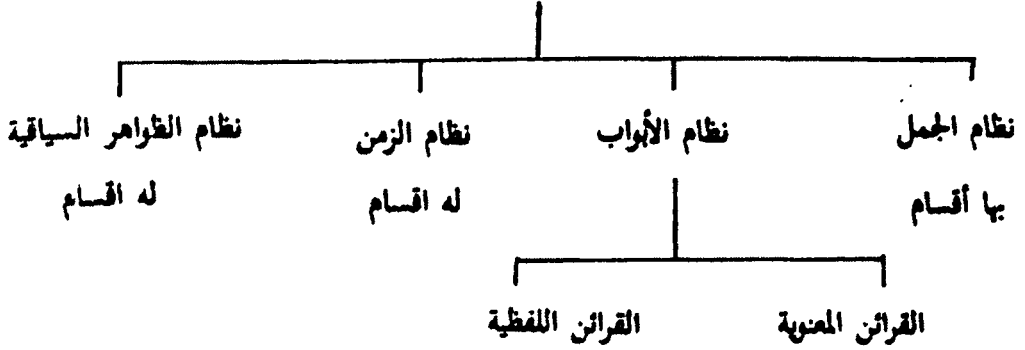 نظام الجمل نظام الأبواب نظام الزمن نظام الظواهر السياقية
بها أقسام له اقسام له اقسام
القرائن المعنوية القرائن اللفظية